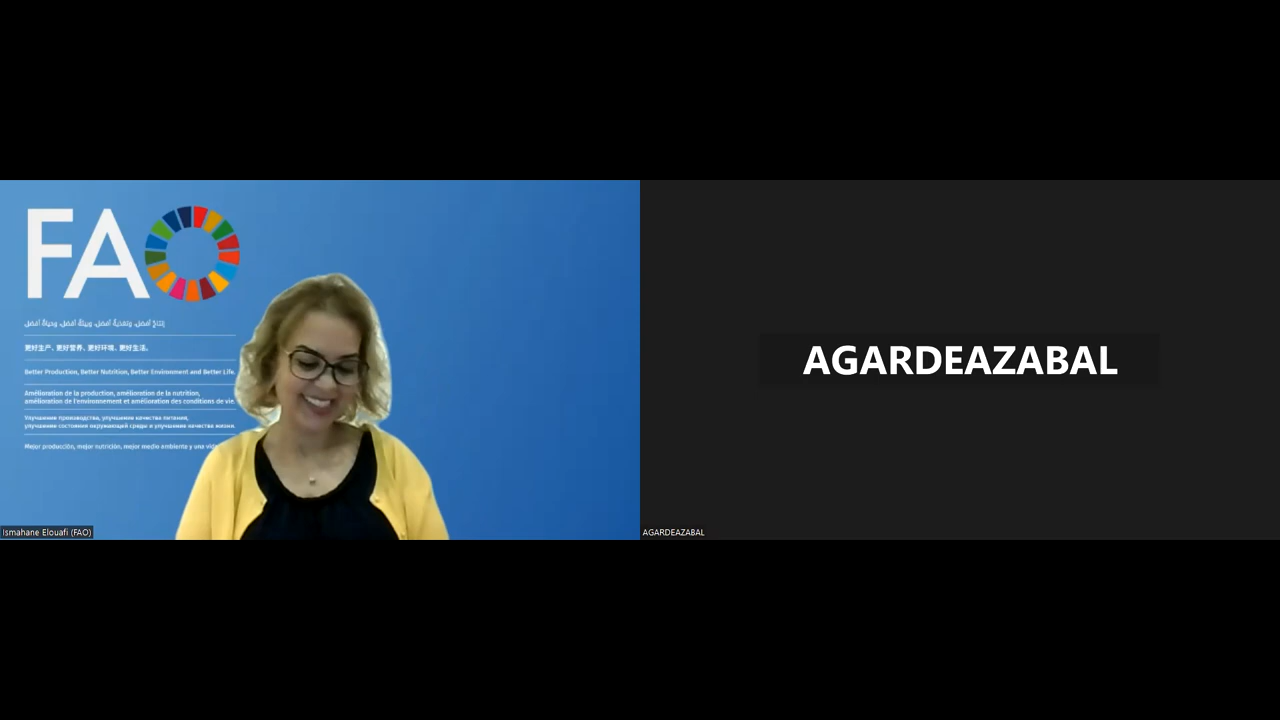 FAO
إنتاجٌ أفضل، وتغذيةٌ أفضل، وبيئةٌ أفضل، وحياةٌ أفضل
更好生产、更好营养、更好环境、更好生活。
Better Production, Better Nutrition, Better Environment and Better Life.
Amélioration de la production, amélioration de la nutrition,
amélioration de l'environnement et amélioration des conditions de vie.
Улучшение производства, улучшение качества питания,
улучшение состояния окружающей среды и улучшение качества жизни.
Mejor producción, mejor nutrición, mejor medio ambiente y una vida
Ismahane Elouafi (FAO)
AGARDEAZABAL
AGARDEAZABAL